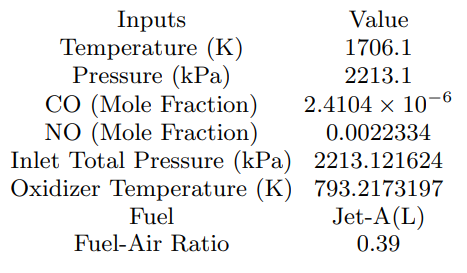 Inputs Value
Temperature (K) 1706.1
Pressure (kPa) 2213.1
CO (Mole Fraction) 2.4104 × 10⁻⁶
NO (Mole Fraction) 0.0022334
Inlet Total Pressure (kPa) 2213.121624
Oxidizer Temperature (K) 793.2173197
Fuel Jet-A(L)
Fuel-Air Ratio 0.39